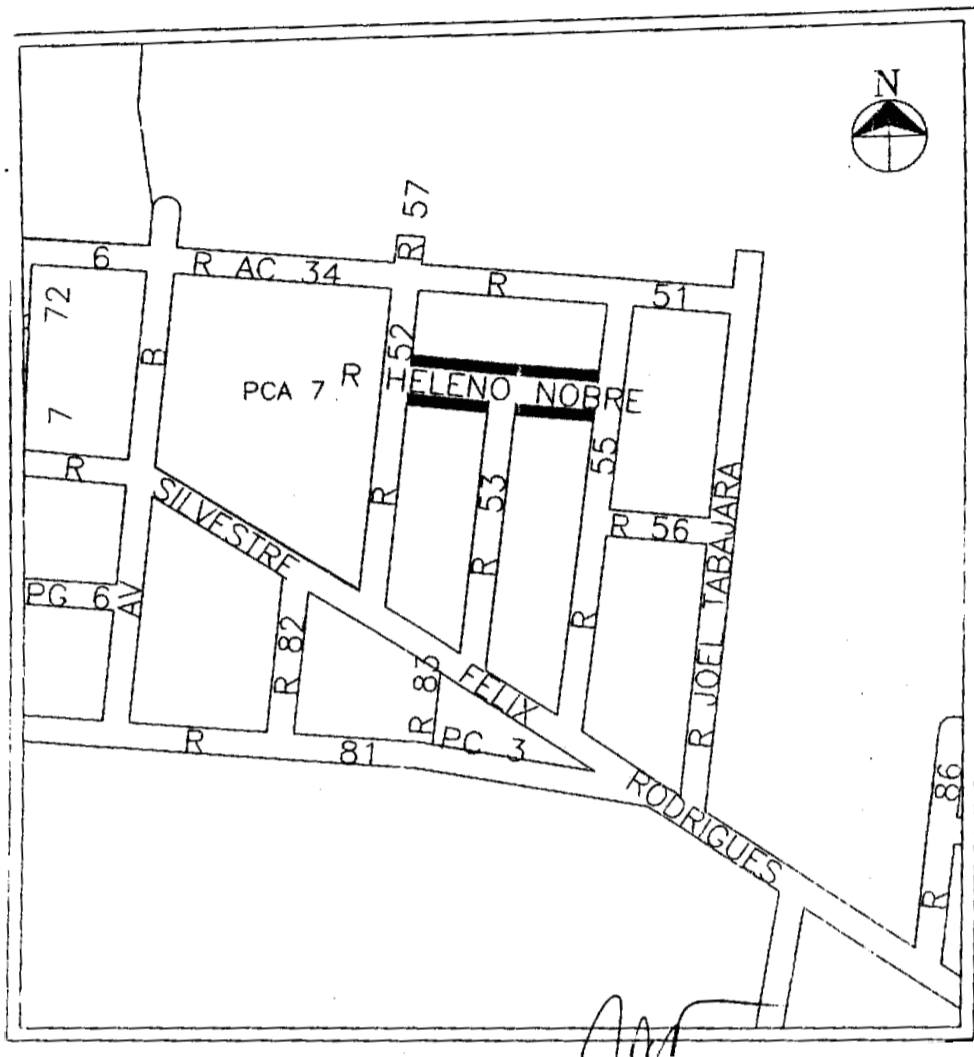 N
R 57
6
R AC 34
R 51
72
7
B
R 52
PCA 7
R HELENO NOBRE
R
R 53
R 55
R 56
SILVESTRE FELIX RODRIGUES
R JOEL TABAJARA
PG 6
AV
R 82
R 83
PC 3
R 81
R 86